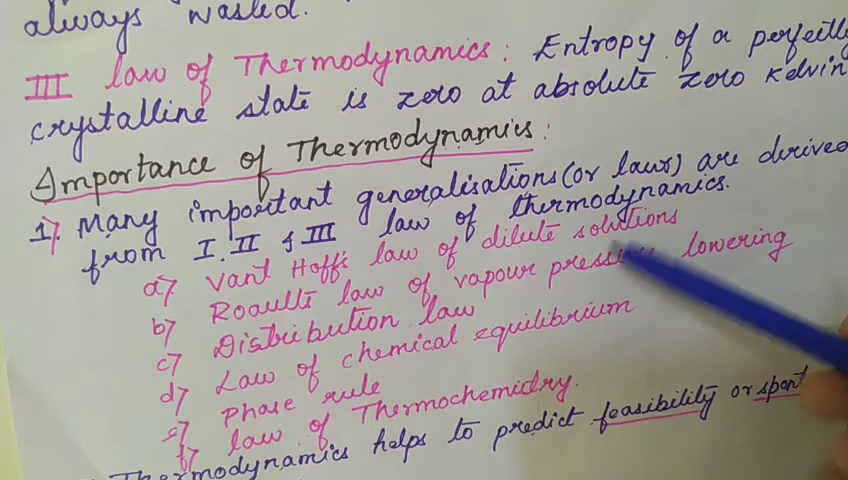 always wasted.
III law of Thermodynamics: Entropy of a perfectly
crystalline state is zero at absolute zero Kelvin
Importance of Thermodynamics:
1) Many important generalisations (or laws) are derived
from I, II & III law of thermodynamics.
a) Vant Hoff's law of dilute solutions
b) Roaults law of vapour pressure lowering
c) Distribution law
d) Law of chemical equilibrium
e) Phase rule
f) law of Thermochemistry.
Thermodynamics helps to predict feasibility or spont